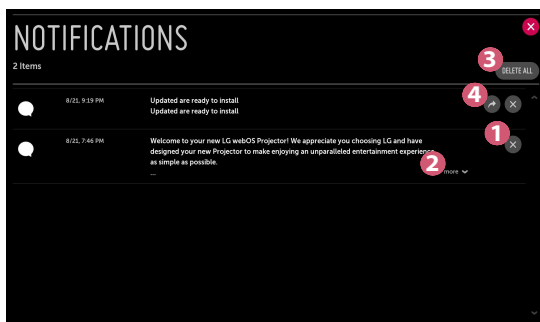 NOTIFICATIONS
2 Items
3
DELETE ALL
4
8/21, 9:19 PM
Updated are ready to install
Updated are ready to install
1
8/21, 7:46 PM
Welcome to your new LG webOS Projector! We appreciate you choosing LG and have
designed your new Projector to make enjoying an unparalleled entertainment experience
as simple as possible.
...
2
more